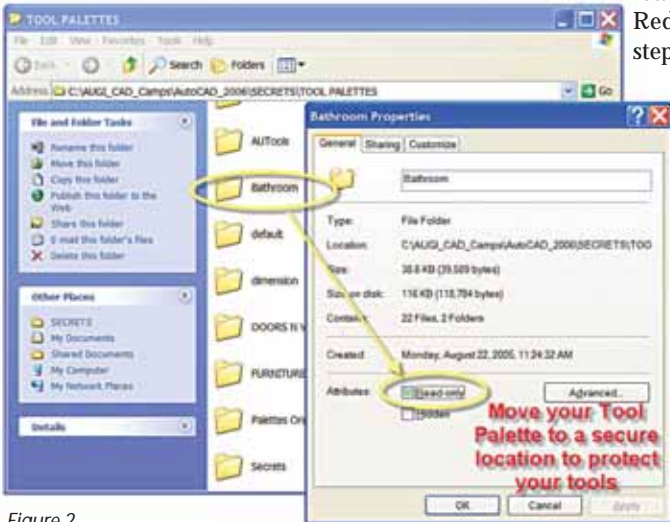 TOOL PALETTES
File Edit View Favorites Tools Help
Back Search Folders
Address C:\AUGI_CAD_Camps\AutoCAD_2006\SECRETS\TOOL PALETTES Go
File and Folder Tasks
Rename this folder
Move this folder
Copy this folder
Publish this folder to the
Web
Share this folder
E-mail this folder's files
Delete this folder
Other Places
SECRETS
My Documents
Shared Documents
My Computer
My Network Places
Details
AUTools
Bathroom
default
dimension
DOORS N
FURNITURE
Palettes
Secrets
Bathroom Properties
General Sharing Customize
Bathroom
Type: File Folder
Location: C:\AUGI_CAD_Camps\AutoCAD_2006\SECRETS\TOO
Size: 38.6 KB (39,589 bytes)
Size on disk: 116 KB (118,784 bytes)
Contains: 22 Files, 2 Folders
Created: Monday, August 22, 2005, 11:24:32 AM
Attributes: Read-only Advanced...
Hidden
Move your Tool
Palette to a secure
location to protect
your tools
OK Cancel Apply
Red
step
Figure 2